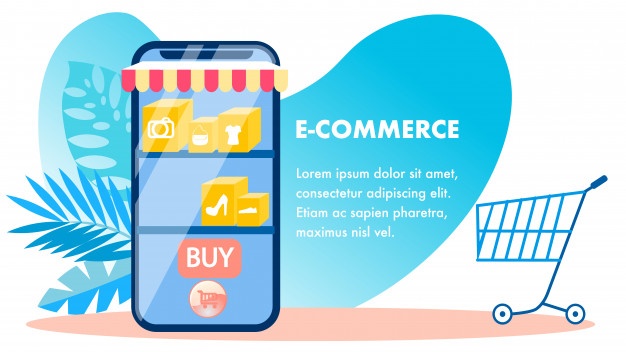 E-COMMERCE
Lorem ipsum dolor sit amet,
consectetur adipiscing elit.
Etiam ac sapien pharetra,
maximus nisl vel.
BUY